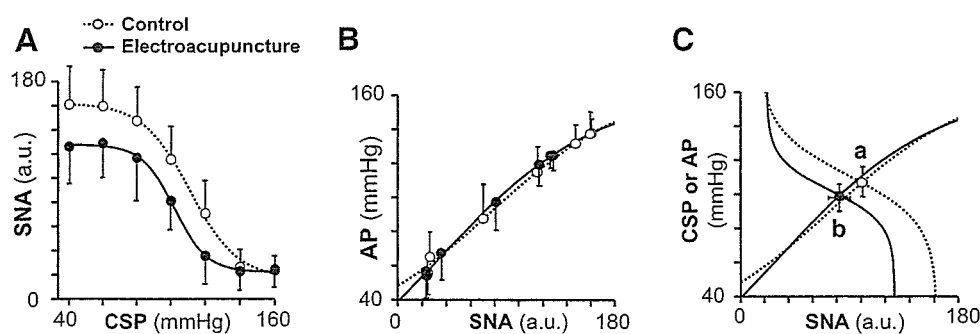 Control
Electroacupuncture
A
SNA (a.u.)
180
0
40
CSP (mmHg)
160
B
AP (mmHg)
160
40
0
SNA (a.u.)
180
C
CSP or AP
(mmHg)
160
40
a
b
0
SNA (a.u.)
180